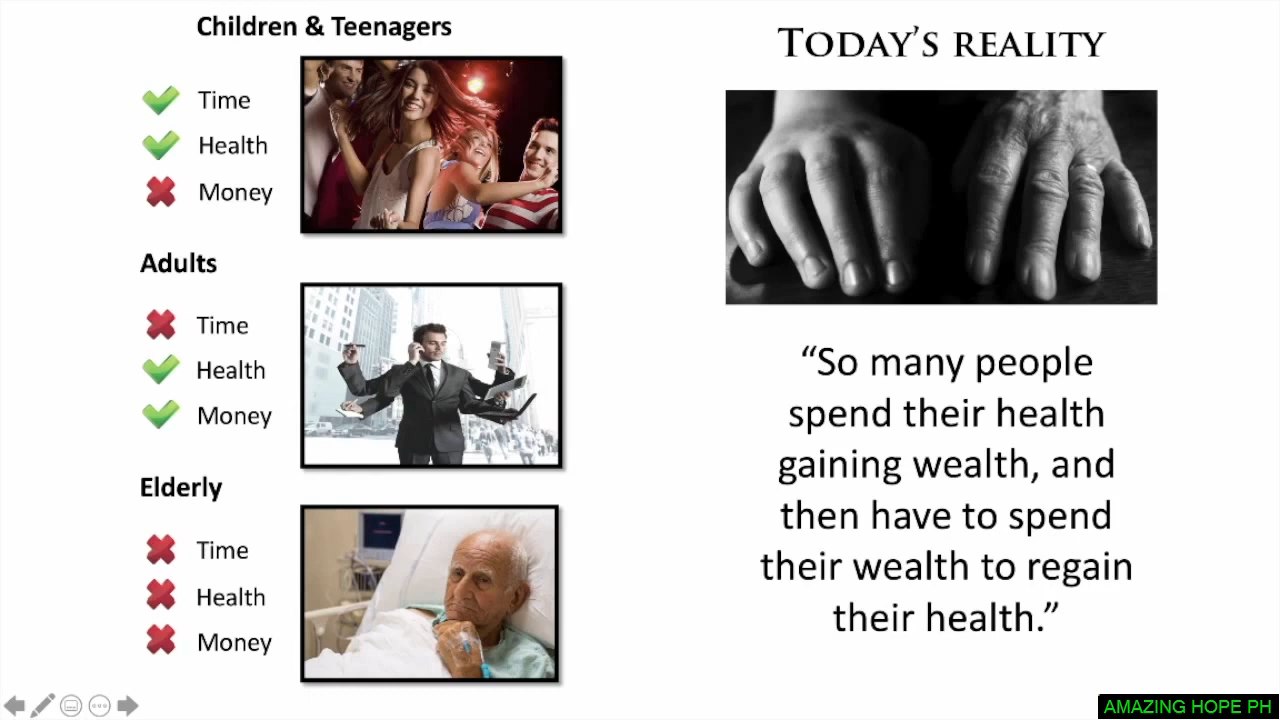 Children & Teenagers
Time
Health
Money
Adults
Time
Health
Money
Elderly
Time
Health
Money
TODAY'S REALITY
“So many people
spend their health
gaining wealth, and
then have to spend
their wealth to regain
their health.”
AMAZING HOPE PH